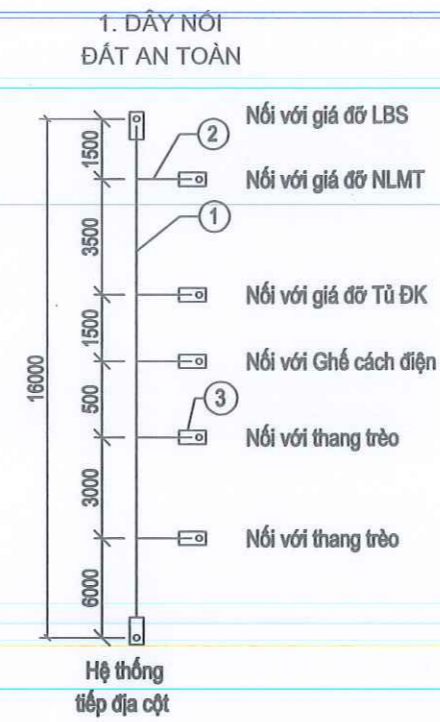 1. DÂY NỐI
ĐẤT AN TOÀN
Nối với giá đỡ LBS
1500
2
Nối với giá đỡ NLMT
3500
1
Nối với giá đỡ Tủ ĐK
1500
16000
Nối với Ghế cách điện
500
3
Nối với thang trèo
3000
Nối với thang trèo
6000
Hệ thống
tiếp địa cột